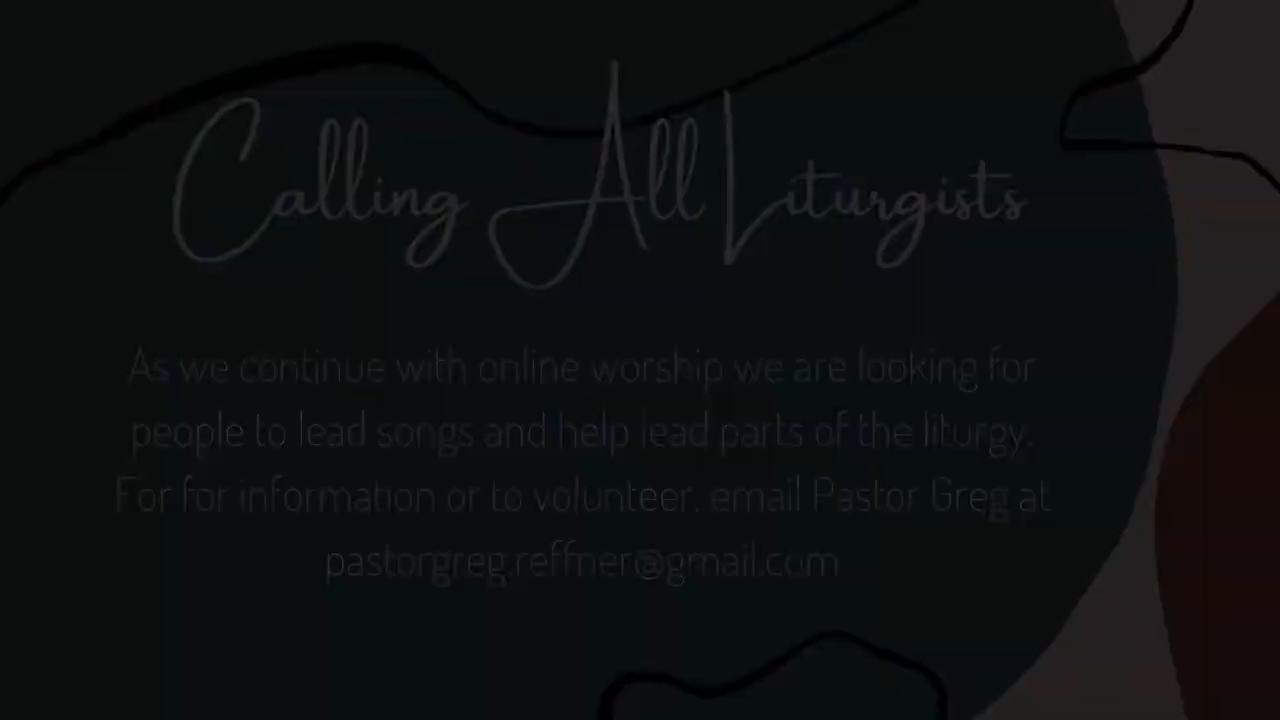 Calling All Liturgists
As we continue with online worship we are looking for
people to lead songs and help lead parts of the liturgy.
For for information or to volunteer, email Pastor Greg at
pastorgreg.reffner@gmail.com